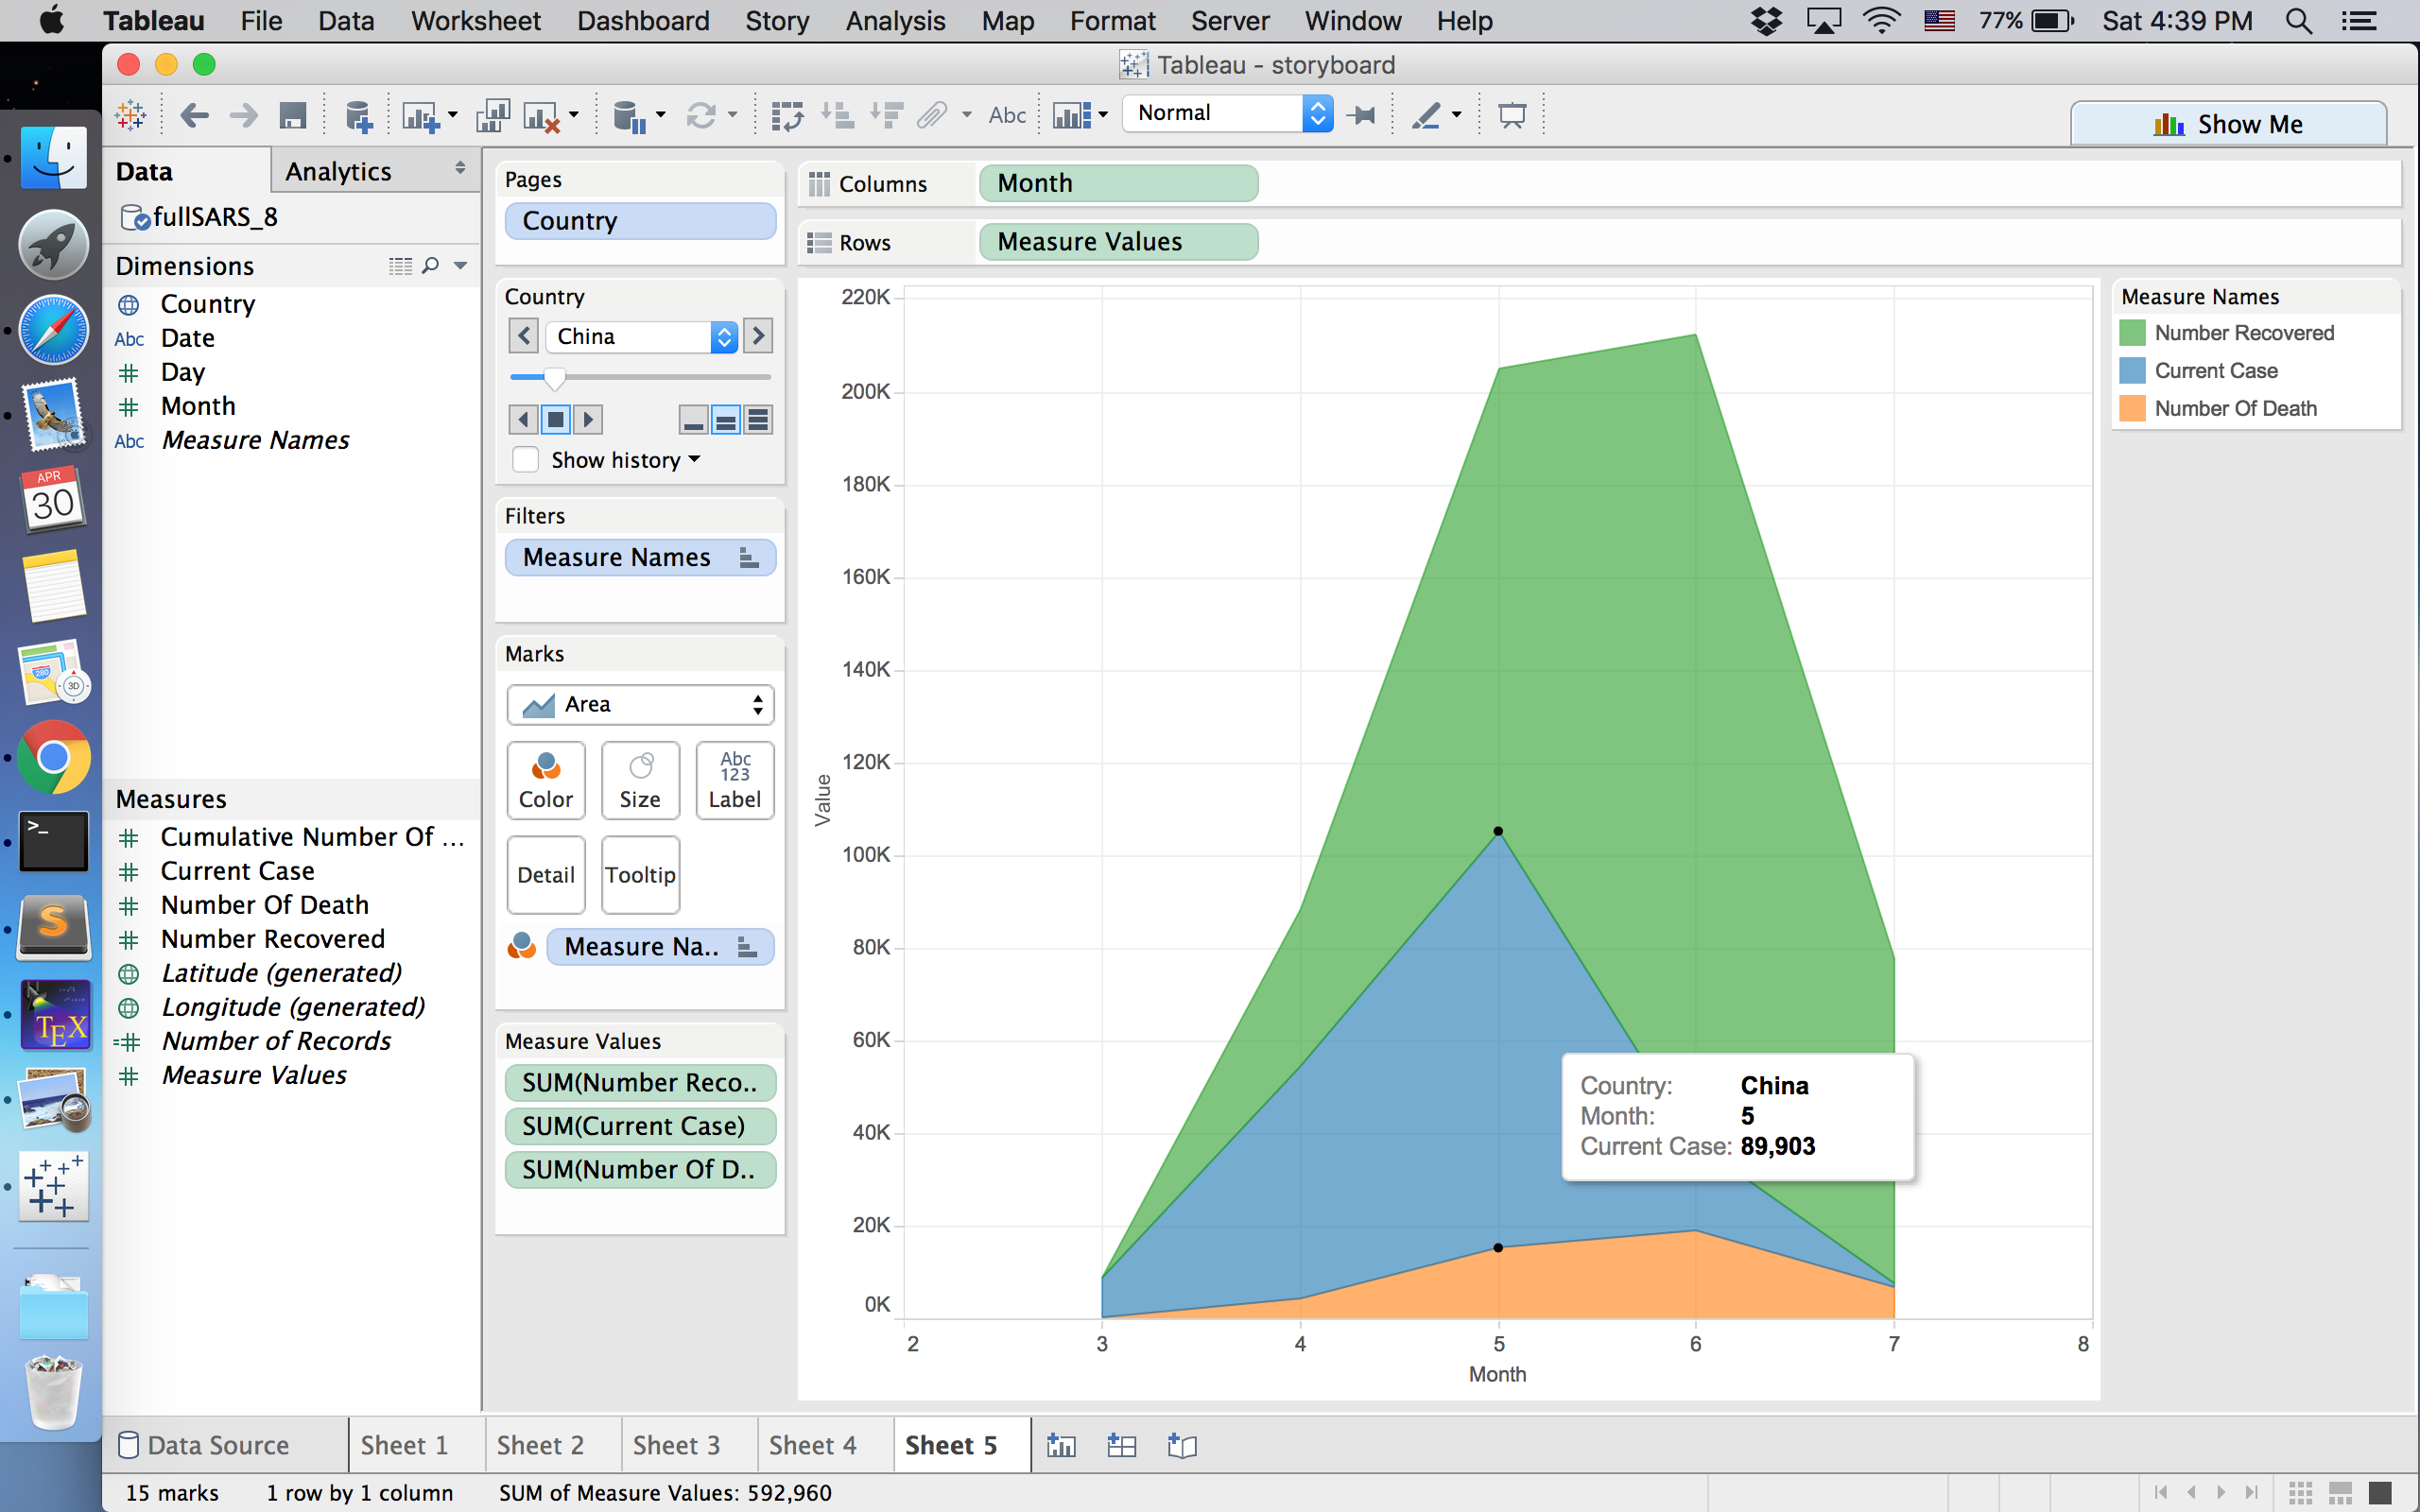 Tableau File Data Worksheet Dashboard Story Analysis Map Format Server Window Help 77% Sat 4:39 PM
Tableau - storyboard
Abc Normal Show Me
Data Analytics
fullSARS_8
Dimensions
Country
Abc Date
Day
Month
Abc Measure Names
Measures
Cumulative Number Of ...
Current Case
Number Of Death
Number Recovered
Latitude (generated)
Longitude (generated)
=# Number of Records
Measure Values
Pages
Country
Country
China
Show history
Filters
Measure Names
Marks
Area
Color Size Abc 123 Label
Detail Tooltip
Measure Na..
Measure Values
SUM(Number Reco..
SUM(Current Case)
SUM(Number Of D..
Columns Month
Rows Measure Values
220K
200K
180K
160K
140K
120K
100K
80K
60K
40K
20K
0K
Value
2 3 4 5 6 7 8
Month
Country: China
Month: 5
Current Case: 89,903
Measure Names
Number Recovered
Current Case
Number Of Death
APR
30
280
3D
>_
S
TEX
Data Source Sheet 1 Sheet 2 Sheet 3 Sheet 4 Sheet 5
15 marks 1 row by 1 column SUM of Measure Values: 592,960